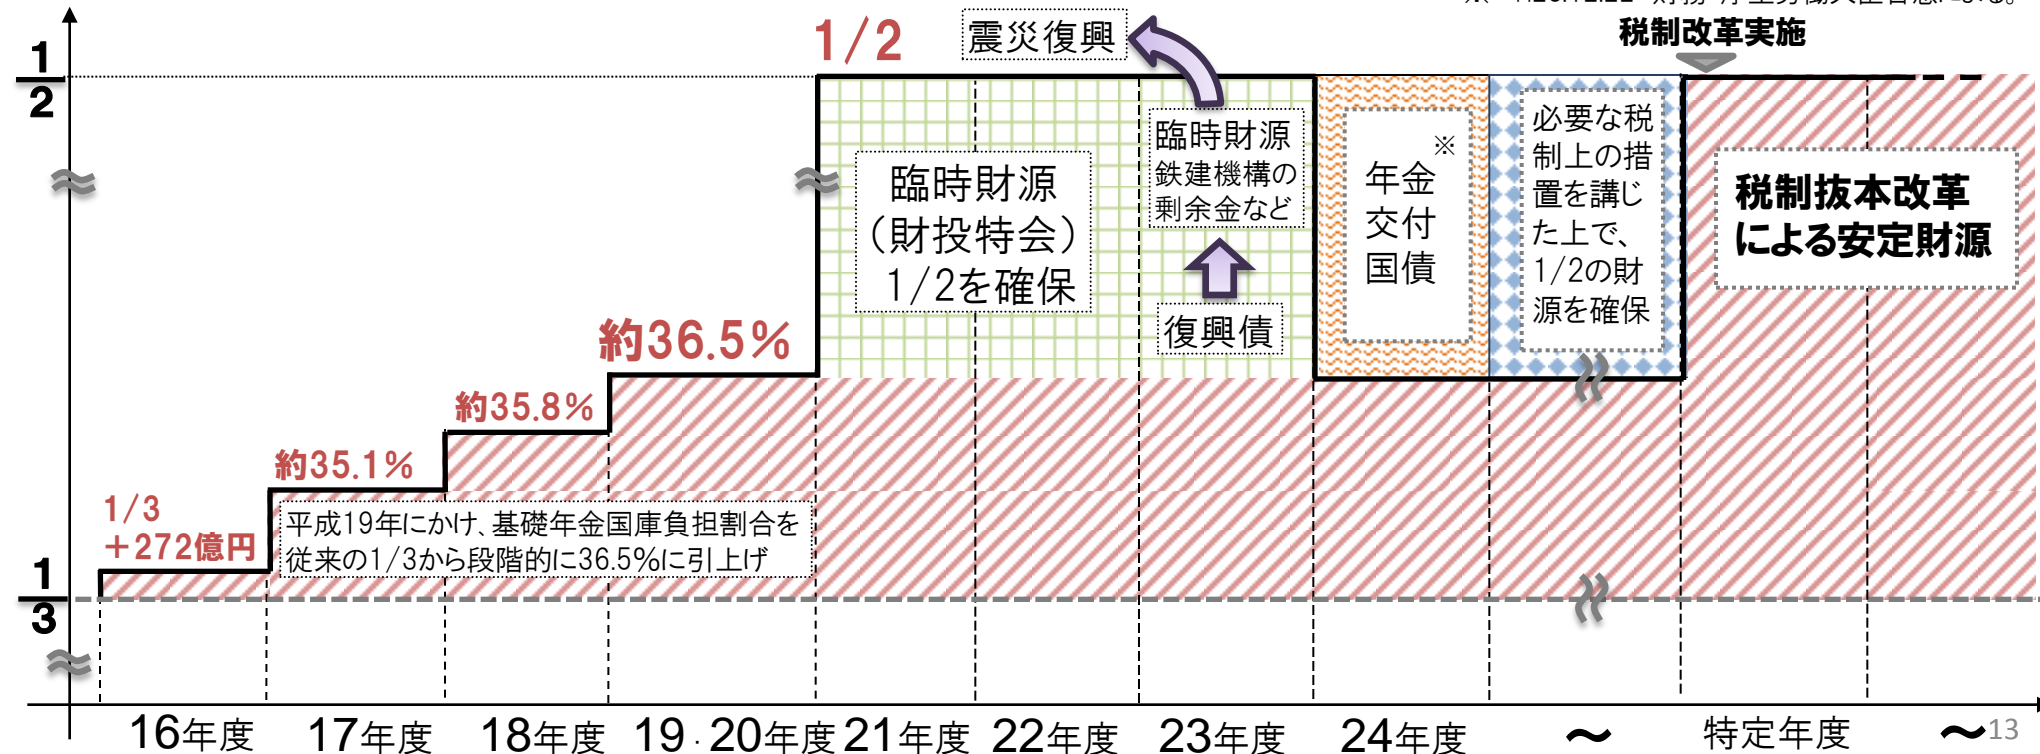 税制改革実施
1/2
1/2
震災復興
臨時財源
(財投特会)
1/2を確保
臨時財源
鉄建機構の
剰余金など
復興債
※
年金
交付
国債
必要な税
制上の措
置を講じ
た上で、
1/2の財
源を確保
税制抜本改革
による安定財源
約36.5%
約35.8%
約35.1%
1/3
+272億円
平成19年にかけ、基礎年金国庫負担割合を
従来の1/3から段階的に36.5%に引上げ
1/3
16年度 17年度 18年度 19・20年度 21年度 22年度 23年度 24年度 ~ 特定年度 ~
13